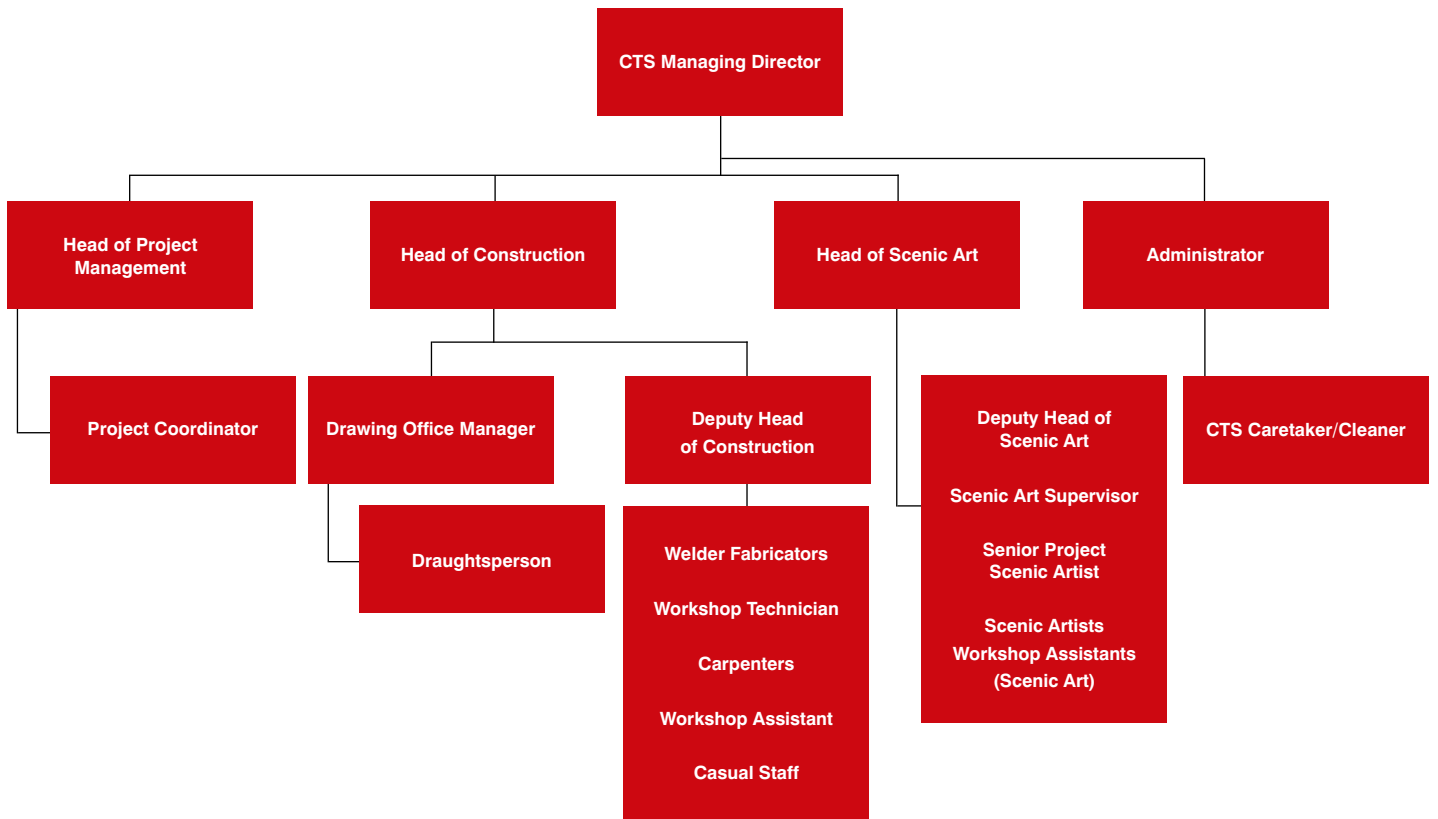 CTS Managing Director
Head of Project
Management
Head of Construction
Head of Scenic Art
Administrator
Project Coordinator
Drawing Office Manager
Deputy Head
of Construction
Deputy Head of
Scenic Art
Scenic Art Supervisor
Senior Project
Scenic Artist
Scenic Artists
Workshop Assistants
(Scenic Art)
CTS Caretaker/Cleaner
Draughtsperson
Welder Fabricators
Workshop Technician
Carpenters
Workshop Assistant
Casual Staff